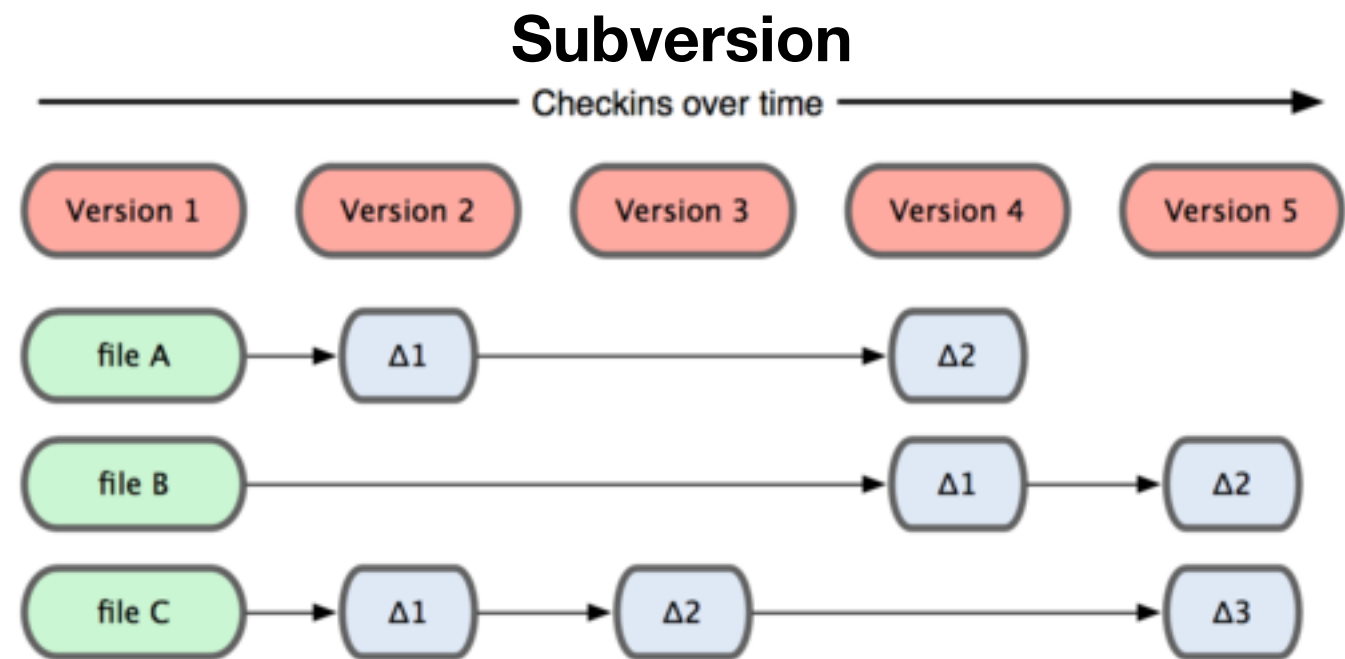 Subversion
Checkins over time
Version 1 Version 2 Version 3 Version 4 Version 5
file A Δ1 Δ2
file B Δ1 Δ2
file C Δ1 Δ2 Δ3